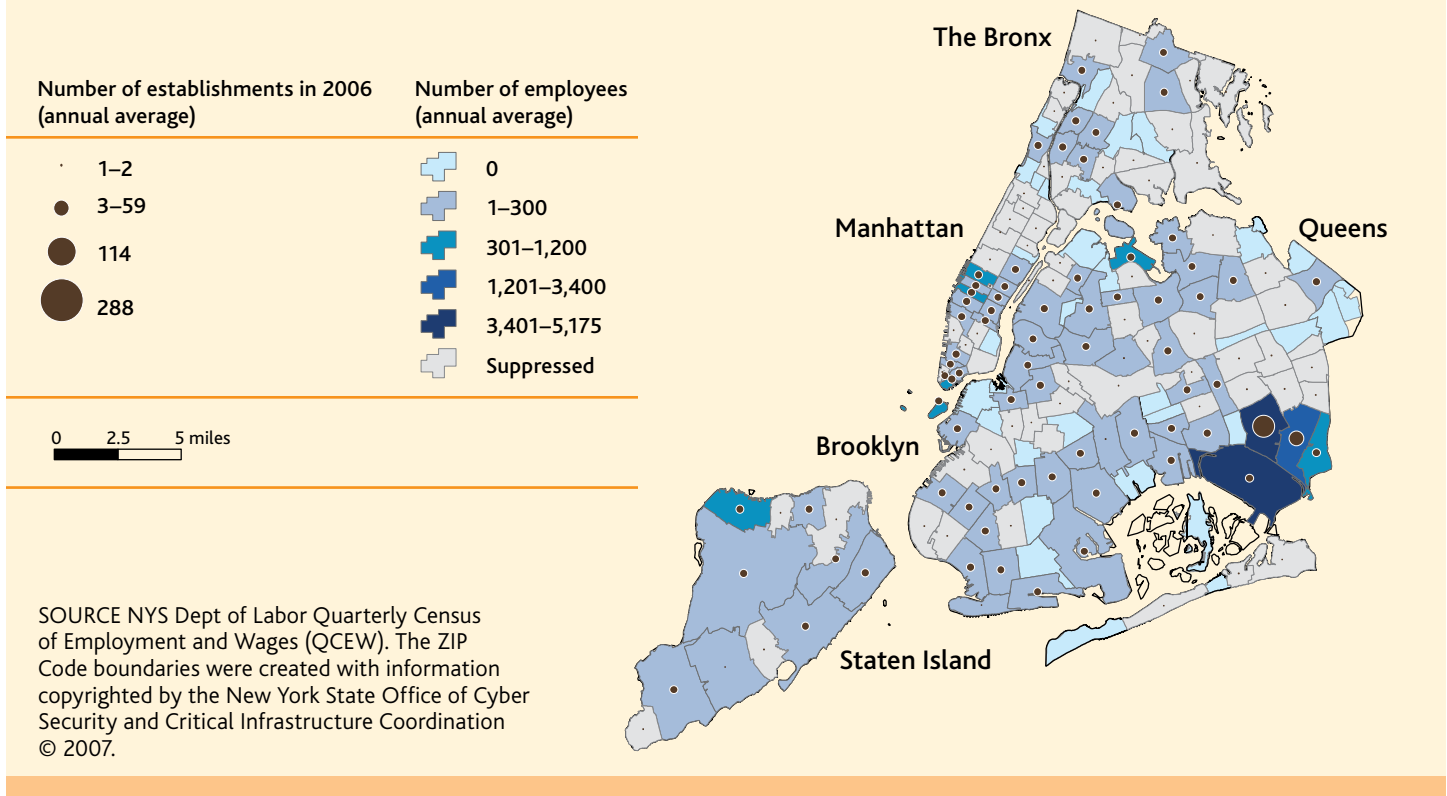 Number of establishments in 2006
(annual average)
1–2
3–59
114
288
Number of employees
(annual average)
0
1–300
301–1,200
1,201–3,400
3,401–5,175
Suppressed
0 2.5 5 miles
SOURCE NYS Dept of Labor Quarterly Census
of Employment and Wages (QCEW). The ZIP
Code boundaries were created with information
copyrighted by the New York State Office of Cyber
Security and Critical Infrastructure Coordination
© 2007.
The Bronx
Manhattan
Queens
Brooklyn
Staten Island